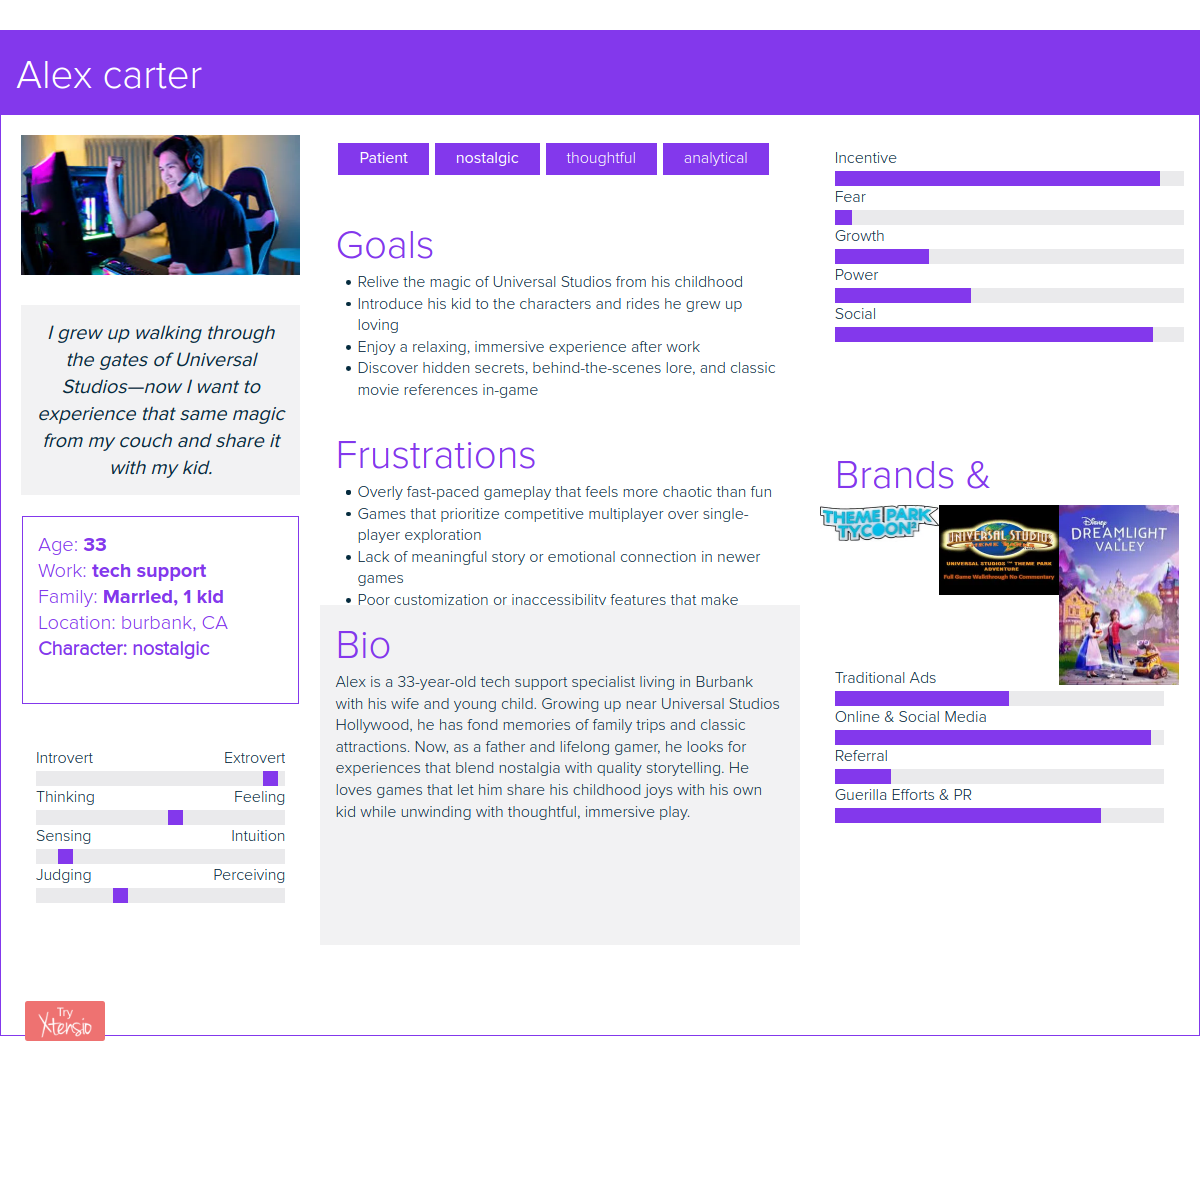 Alex carter
I grew up walking through
the gates of Universal
Studios—now I want to
experience that same magic
from my couch and share it
with my kid.
Age: 33
Work: tech support
Family: Married, 1 kid
Location: burbank, CA
Character: nostalgic
Introvert Extrovert
Thinking Feeling
Sensing Intuition
Judging Perceiving
Try
Xtensio
Patient nostalgic thoughtful analytical
Goals
• Relive the magic of Universal Studios from his childhood
• Introduce his kid to the characters and rides he grew up
loving
• Enjoy a relaxing, immersive experience after work
• Discover hidden secrets, behind-the-scenes lore, and classic
movie references in-game
Frustrations
• Overly fast-paced gameplay that feels more chaotic than fun
• Games that prioritize competitive multiplayer over single-
player exploration
• Lack of meaningful story or emotional connection in newer
games
• Poor customization or inaccessibility features that make
Bio
Alex is a 33-year-old tech support specialist living in Burbank
with his wife and young child. Growing up near Universal Studios
Hollywood, he has fond memories of family trips and classic
attractions. Now, as a father and lifelong gamer, he looks for
experiences that blend nostalgia with quality storytelling. He
loves games that let him share his childhood joys with his own
kid while unwinding with thoughtful, immersive play.
Incentive
Fear
Growth
Power
Social
Brands &
THEME PARK
TYCOON2
UNIVERSAL STUDIOS
THEME PARKS
UNIVERSAL STUDIOS ™ THEME PARK
ADVENTURE
Full Game Walkthrough No Commentary
Disney
DREAMLIGHT
VALLEY
Traditional Ads
Online & Social Media
Referral
Guerilla Efforts & PR